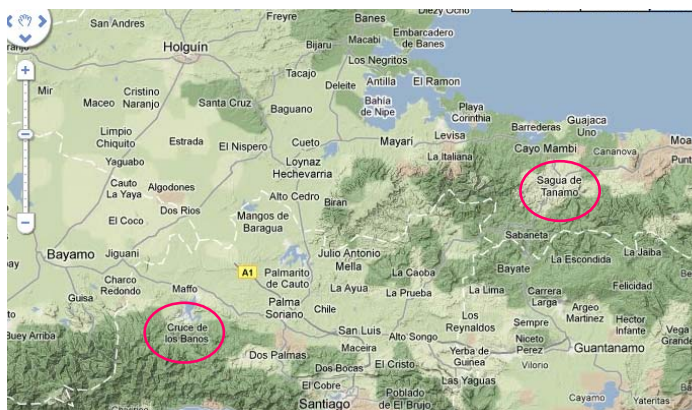 San Andres
Freyre
Banes
Embarcadero
de Banes
Holguin
Bijaru
Macabi
Los Negritos
Tacajo
Deleite
Antilla
El Ramon
Mir
Cristino
Naranjo
Maceo
Santa Cruz
Baguano
Bahia
de Nipe
Playa
Corinthia
Barrederas
Guajaca
Uno
Limpio
Chiquito
Estrada
El Nispero
Cueto
Mayari
Levisa
Cayo Mambi
Cananova
Moa
Punt
Yaguabo
Loynaz
Hechevarria
La Italiana
Cauto
La Yaya
Algodones
Alto Cedro
Biran
Sagua de
Tanamo
El Coco
Dos Rios
Mangos de
Baragua
Sabaneta
Bayamo
Jiguani
Julio Antonio
Mella
La Jaiba
La Escondida
Bayate
A1
Palmarito
de Cauto
La Caoba
Charco
Redondo
Maffo
La Ayua
La Prueba
La Lima
Carrera
Larga
Felicidad
Guisa
Palma
Soriano
Chile
Argeo
Martinez
Hector
Infante
Buey Arriba
Cruce de
los Banos
San Luis
Alto Songo
Los
Reynaldos
Sempre
Niceto
Perez
Vega
Grande
Guantanamo
Dos Palmas
Maceira
Dos Bocas
El Cristo
Yerba de
Guinea
Vilorio
El Cobre
Las Yaguas
Santiago
Poblado
de El Brujo
Cayamo
Yateritas